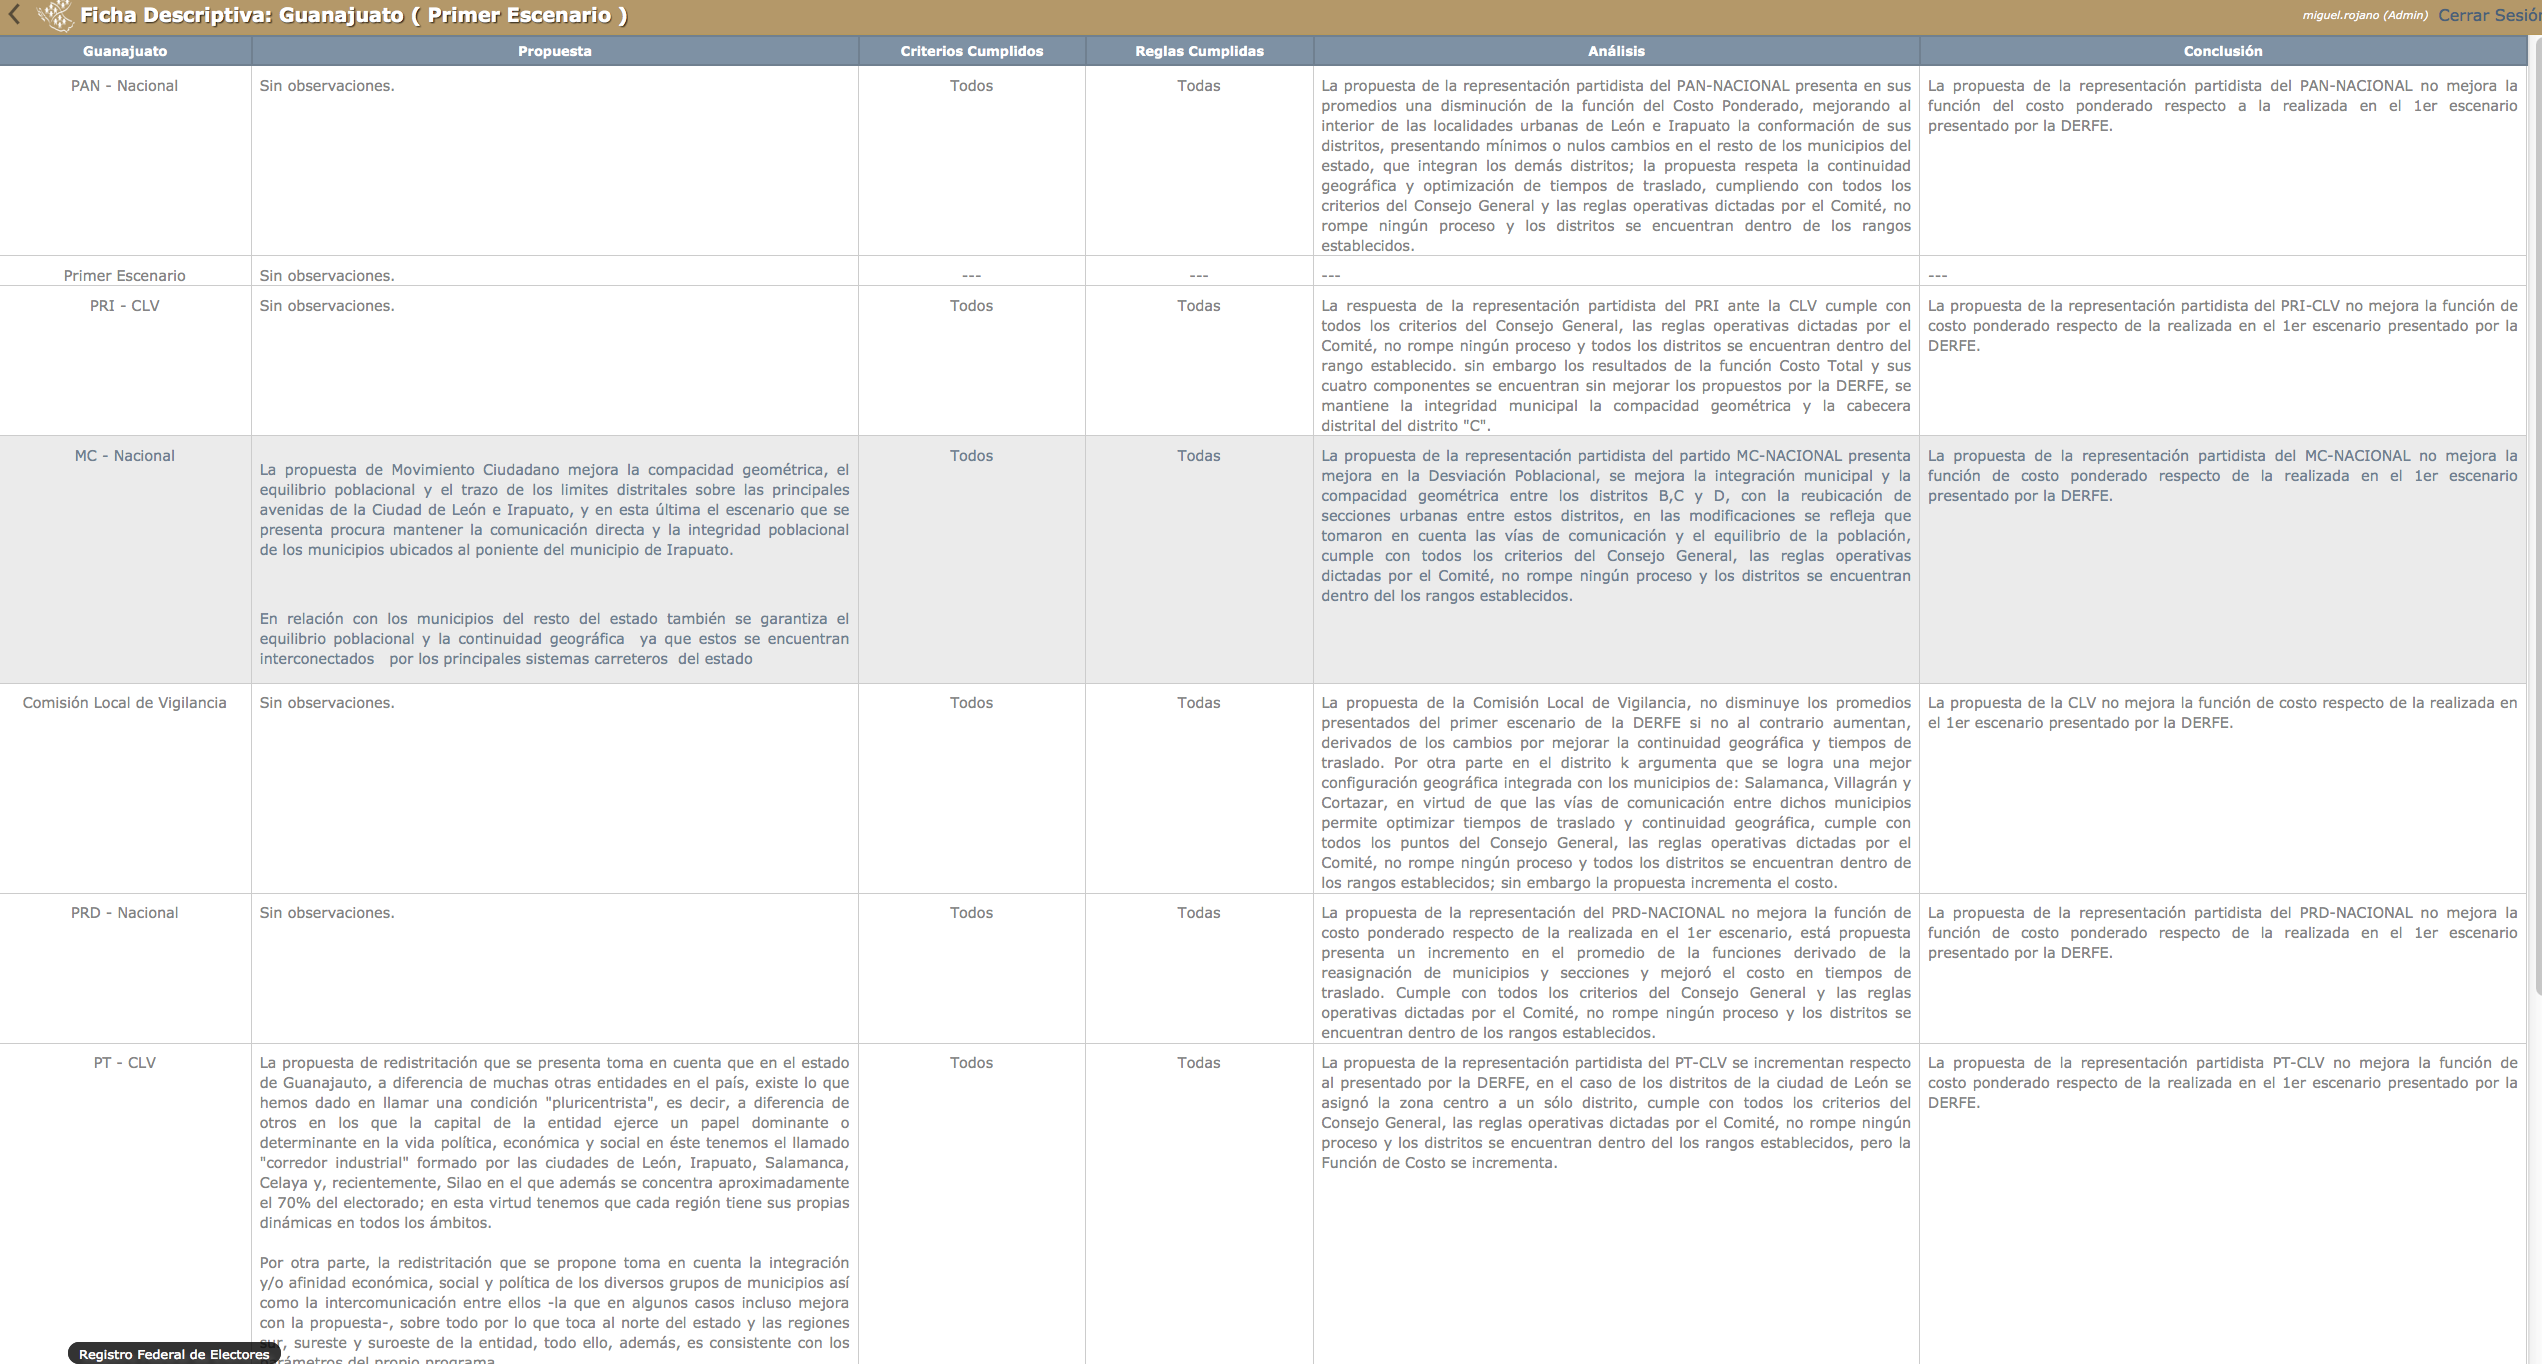 Ficha Descriptiva: Guanajuato ( Primer Escenario )
miguel.rojano (Admin) Cerrar Sesión
Guanajuato Propuesta Criterios Cumplidos Reglas Cumplidas Análisis Conclusión
PAN - Nacional
Sin observaciones.
Todos
Todas
La propuesta de la representación partidista del PAN-NACIONAL presenta en sus
promedios una disminución de la función del Costo Ponderado, mejorando al
interior de las localidades urbanas de León e Irapuato la conformación de sus
distritos, presentando mínimos o nulos cambios en el resto de los municipios del
estado, que integran los demás distritos; la propuesta respeta la continuidad
geográfica y optimización de tiempos de traslado, cumpliendo con todos los
criterios del Consejo General y las reglas operativas dictadas por el Comité, no
rompe ningún proceso y los distritos se encuentran dentro de los rangos
establecidos.
La propuesta de la representación partidista del PAN-NACIONAL no mejora la
función del costo ponderado respecto a la realizada en el 1er escenario
presentado por la DERFE.
Primer Escenario
Sin observaciones.
---
---
---
---
PRI - CLV
Sin observaciones.
Todos
Todas
La respuesta de la representación partidista del PRI ante la CLV cumple con
todos los criterios del Consejo General, las reglas operativas dictadas por el
Comité, no rompe ningún proceso y todos los distritos se encuentran dentro del
rango establecido. sin embargo los resultados de la función Costo Total y sus
cuatro componentes se encuentran sin mejorar los propuestos por la DERFE, se
mantiene la integridad municipal la compacidad geométrica y la cabecera
distrital del distrito "C".
La propuesta de la representación partidista del PRI-CLV no mejora la función de
costo ponderado respecto de la realizada en el 1er escenario presentado por la
DERFE.
MC - Nacional
La propuesta de Movimiento Ciudadano mejora la compacidad geométrica, el
equilibrio poblacional y el trazo de los limites distritales sobre las principales
avenidas de la Ciudad de León e Irapuato, y en esta última el escenario que se
presenta procura mantener la comunicación directa y la integridad poblacional
de los municipios ubicados al poniente del municipio de Irapuato.
En relación con los municipios del resto del estado también se garantiza el
equilibrio poblacional y la continuidad geográfica ya que estos se encuentran
interconectados por los principales sistemas carreteros del estado
Todos
Todas
La propuesta de la representación partidista del partido MC-NACIONAL presenta
mejora en la Desviación Poblacional, se mejora la integración municipal y la
compacidad geométrica entre los distritos B,C y D, con la reubicación de
secciones urbanas entre estos distritos, en las modificaciones se refleja que
tomaron en cuenta las vías de comunicación y el equilibrio de la población,
cumple con todos los criterios del Consejo General, las reglas operativas
dictadas por el Comité, no rompe ningún proceso y los distritos se encuentran
dentro del los rangos establecidos.
La propuesta de la representación partidista del MC-NACIONAL no mejora la
función de costo ponderado respecto de la realizada en el 1er escenario
presentado por la DERFE.
Comisión Local de Vigilancia
Sin observaciones.
Todos
Todas
La propuesta de la Comisión Local de Vigilancia, no disminuye los promedios
presentados del primer escenario de la DERFE si no al contrario aumentan,
derivados de los cambios por mejorar la continuidad geográfica y tiempos de
traslado. Por otra parte en el distrito k argumenta que se logra una mejor
configuración geográfica integrada con los municipios de: Salamanca, Villagrán y
Cortazar, en virtud de que las vías de comunicación entre dichos municipios
permite optimizar tiempos de traslado y continuidad geográfica, cumple con
todos los puntos del Consejo General, las reglas operativas dictadas por el
Comité, no rompe ningún proceso y todos los distritos se encuentran dentro de
los rangos establecidos; sin embargo la propuesta incrementa el costo.
La propuesta de la CLV no mejora la función de costo respecto de la realizada en
el 1er escenario presentado por la DERFE.
PRD - Nacional
Sin observaciones.
Todos
Todas
La propuesta de la representación del PRD-NACIONAL no mejora la función de
costo ponderado respecto de la realizada en el 1er escenario, está propuesta
presenta un incremento en el promedio de la funciones derivado de la
reasignación de municipios y secciones y mejoró el costo en tiempos de
traslado. Cumple con todos los criterios del Consejo General y las reglas
operativas dictadas por el Comité, no rompe ningún proceso y los distritos se
encuentran dentro de los rangos establecidos.
La propuesta de la representación partidista del PRD-NACIONAL no mejora la
función de costo ponderado respecto de la realizada en el 1er escenario
presentado por la DERFE.
PT - CLV
La propuesta de redistritación que se presenta toma en cuenta que en el estado
de Guanajauto, a diferencia de muchas otras entidades en el país, existe lo que
hemos dado en llamar una condición "pluricentrista", es decir, a diferencia de
otros en los que la capital de la entidad ejerce un papel dominante o
determinante en la vida política, económica y social en éste tenemos el llamado
"corredor industrial" formado por las ciudades de León, Irapuato, Salamanca,
Celaya y, recientemente, Silao en el que además se concentra aproximadamente
el 70% del electorado; en esta virtud tenemos que cada región tiene sus propias
dinámicas en todos los ámbitos.
Por otra parte, la redistritación que se propone toma en cuenta la integración
y/o afinidad económica, social y política de los diversos grupos de municipios así
como la intercomunicación entre ellos -la que en algunos casos incluso mejora
con la propuesta-, sobre todo por lo que toca al norte del estado y las regiones
sur, sureste y suroeste de la entidad, todo ello, además, es consistente con los
parámetros del propio programa.
Todos
Todas
La propuesta de la representación partidista del PT-CLV se incrementan respecto
al presentado por la DERFE, en el caso de los distritos de la ciudad de León se
asignó la zona centro a un sólo distrito, cumple con todos los criterios del
Consejo General, las reglas operativas dictadas por el Comité, no rompe ningún
proceso y los distritos se encuentran dentro del los rangos establecidos, pero la
Función de Costo se incrementa.
La propuesta de la representación partidista PT-CLV no mejora la función de
costo ponderado respecto de la realizada en el 1er escenario presentado por la
DERFE.
Registro Federal de Electores